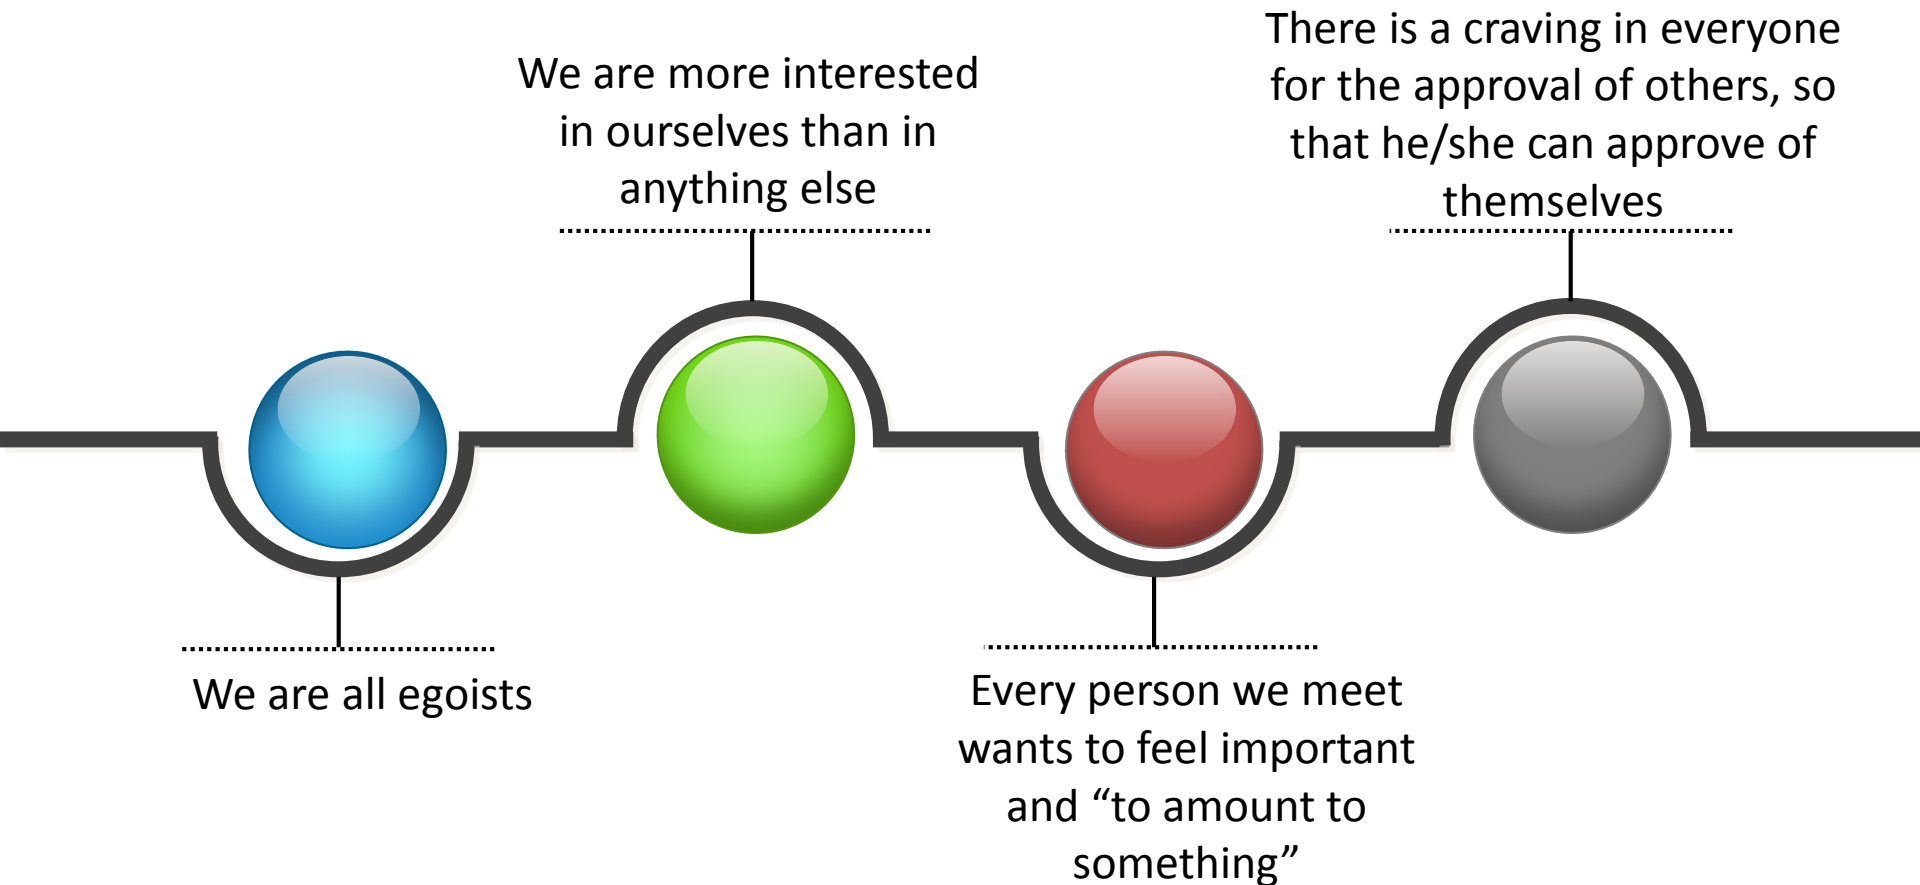 We are all egoists
We are more interested
in ourselves than in
anything else
Every person we meet
wants to feel important
and “to amount to
something”
There is a craving in everyone
for the approval of others, so
that he/she can approve of
themselves